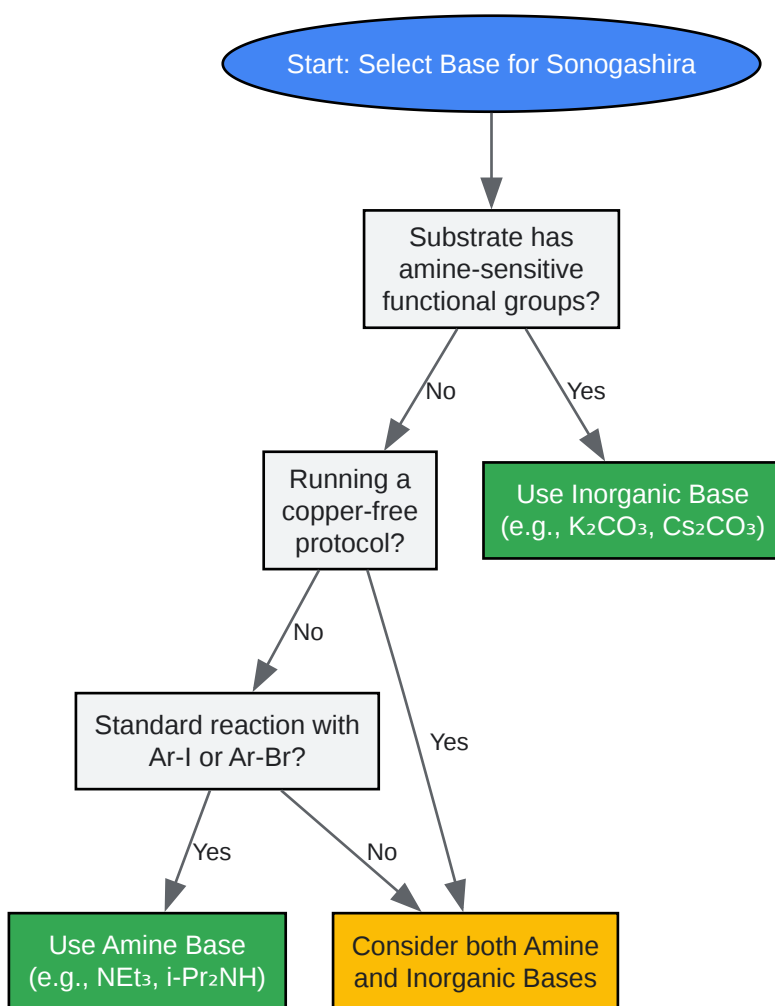 Start: Select Base for Sonogashira
Substrate has
amine-sensitive
functional groups?
No
Yes
Running a
copper-free
protocol?
Use Inorganic Base
(e.g., K₂CO₃, Cs₂CO₃)
No
Standard reaction with
Ar-I or Ar-Br?
Yes
Yes
No
Use Amine Base
(e.g., NEt₃, i-Pr₂NH)
Consider both Amine
and Inorganic Bases